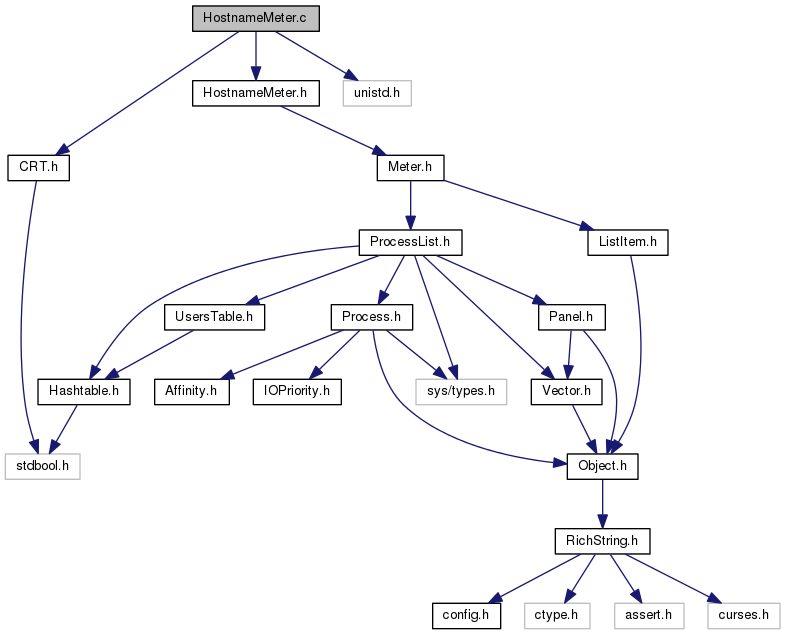 HostnameMeter.c
HostnameMeter.h
unistd.h
CRT.h
Meter.h
ProcessList.h
ListItem.h
UsersTable.h
Process.h
Panel.h
Hashtable.h
Affinity.h
IOPriority.h
sys/types.h
Vector.h
stdbool.h
Object.h
RichString.h
config.h
ctype.h
assert.h
curses.h